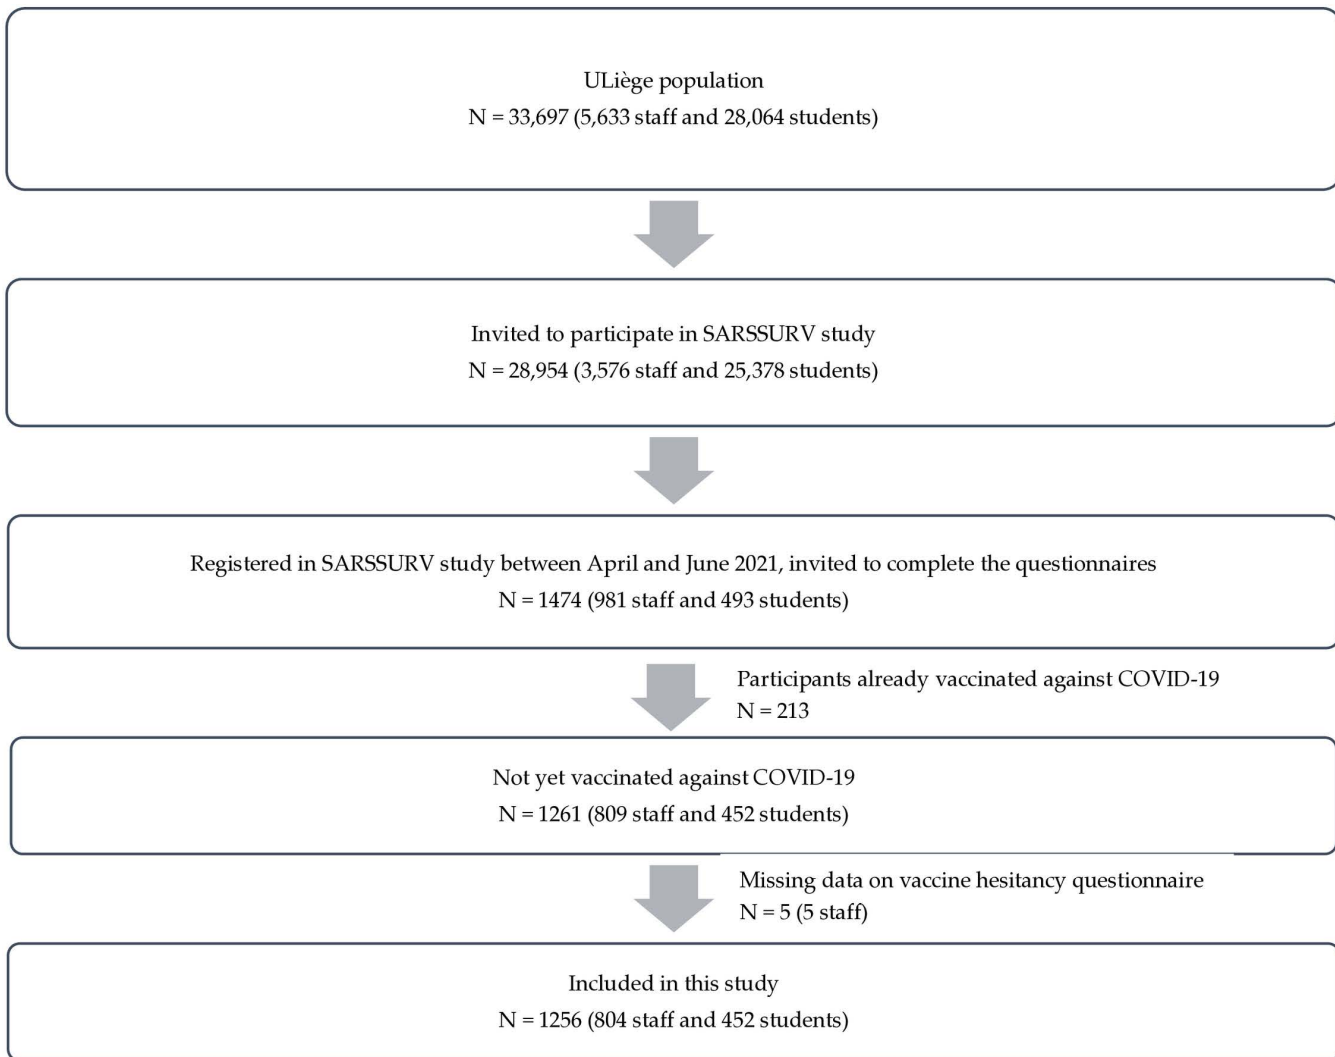 ULiège population
N = 33,697 (5,633 staff and 28,064 students)
Invited to participate in SARSSURV study
N = 28,954 (3,576 staff and 25,378 students)
Registered in SARSSURV study between April and June 2021, invited to complete the questionnaires
N = 1474 (981 staff and 493 students)
Participants already vaccinated against COVID-19
N = 213
Not yet vaccinated against COVID-19
N = 1261 (809 staff and 452 students)
Missing data on vaccine hesitancy questionnaire
N = 5 (5 staff)
Included in this study
N = 1256 (804 staff and 452 students)